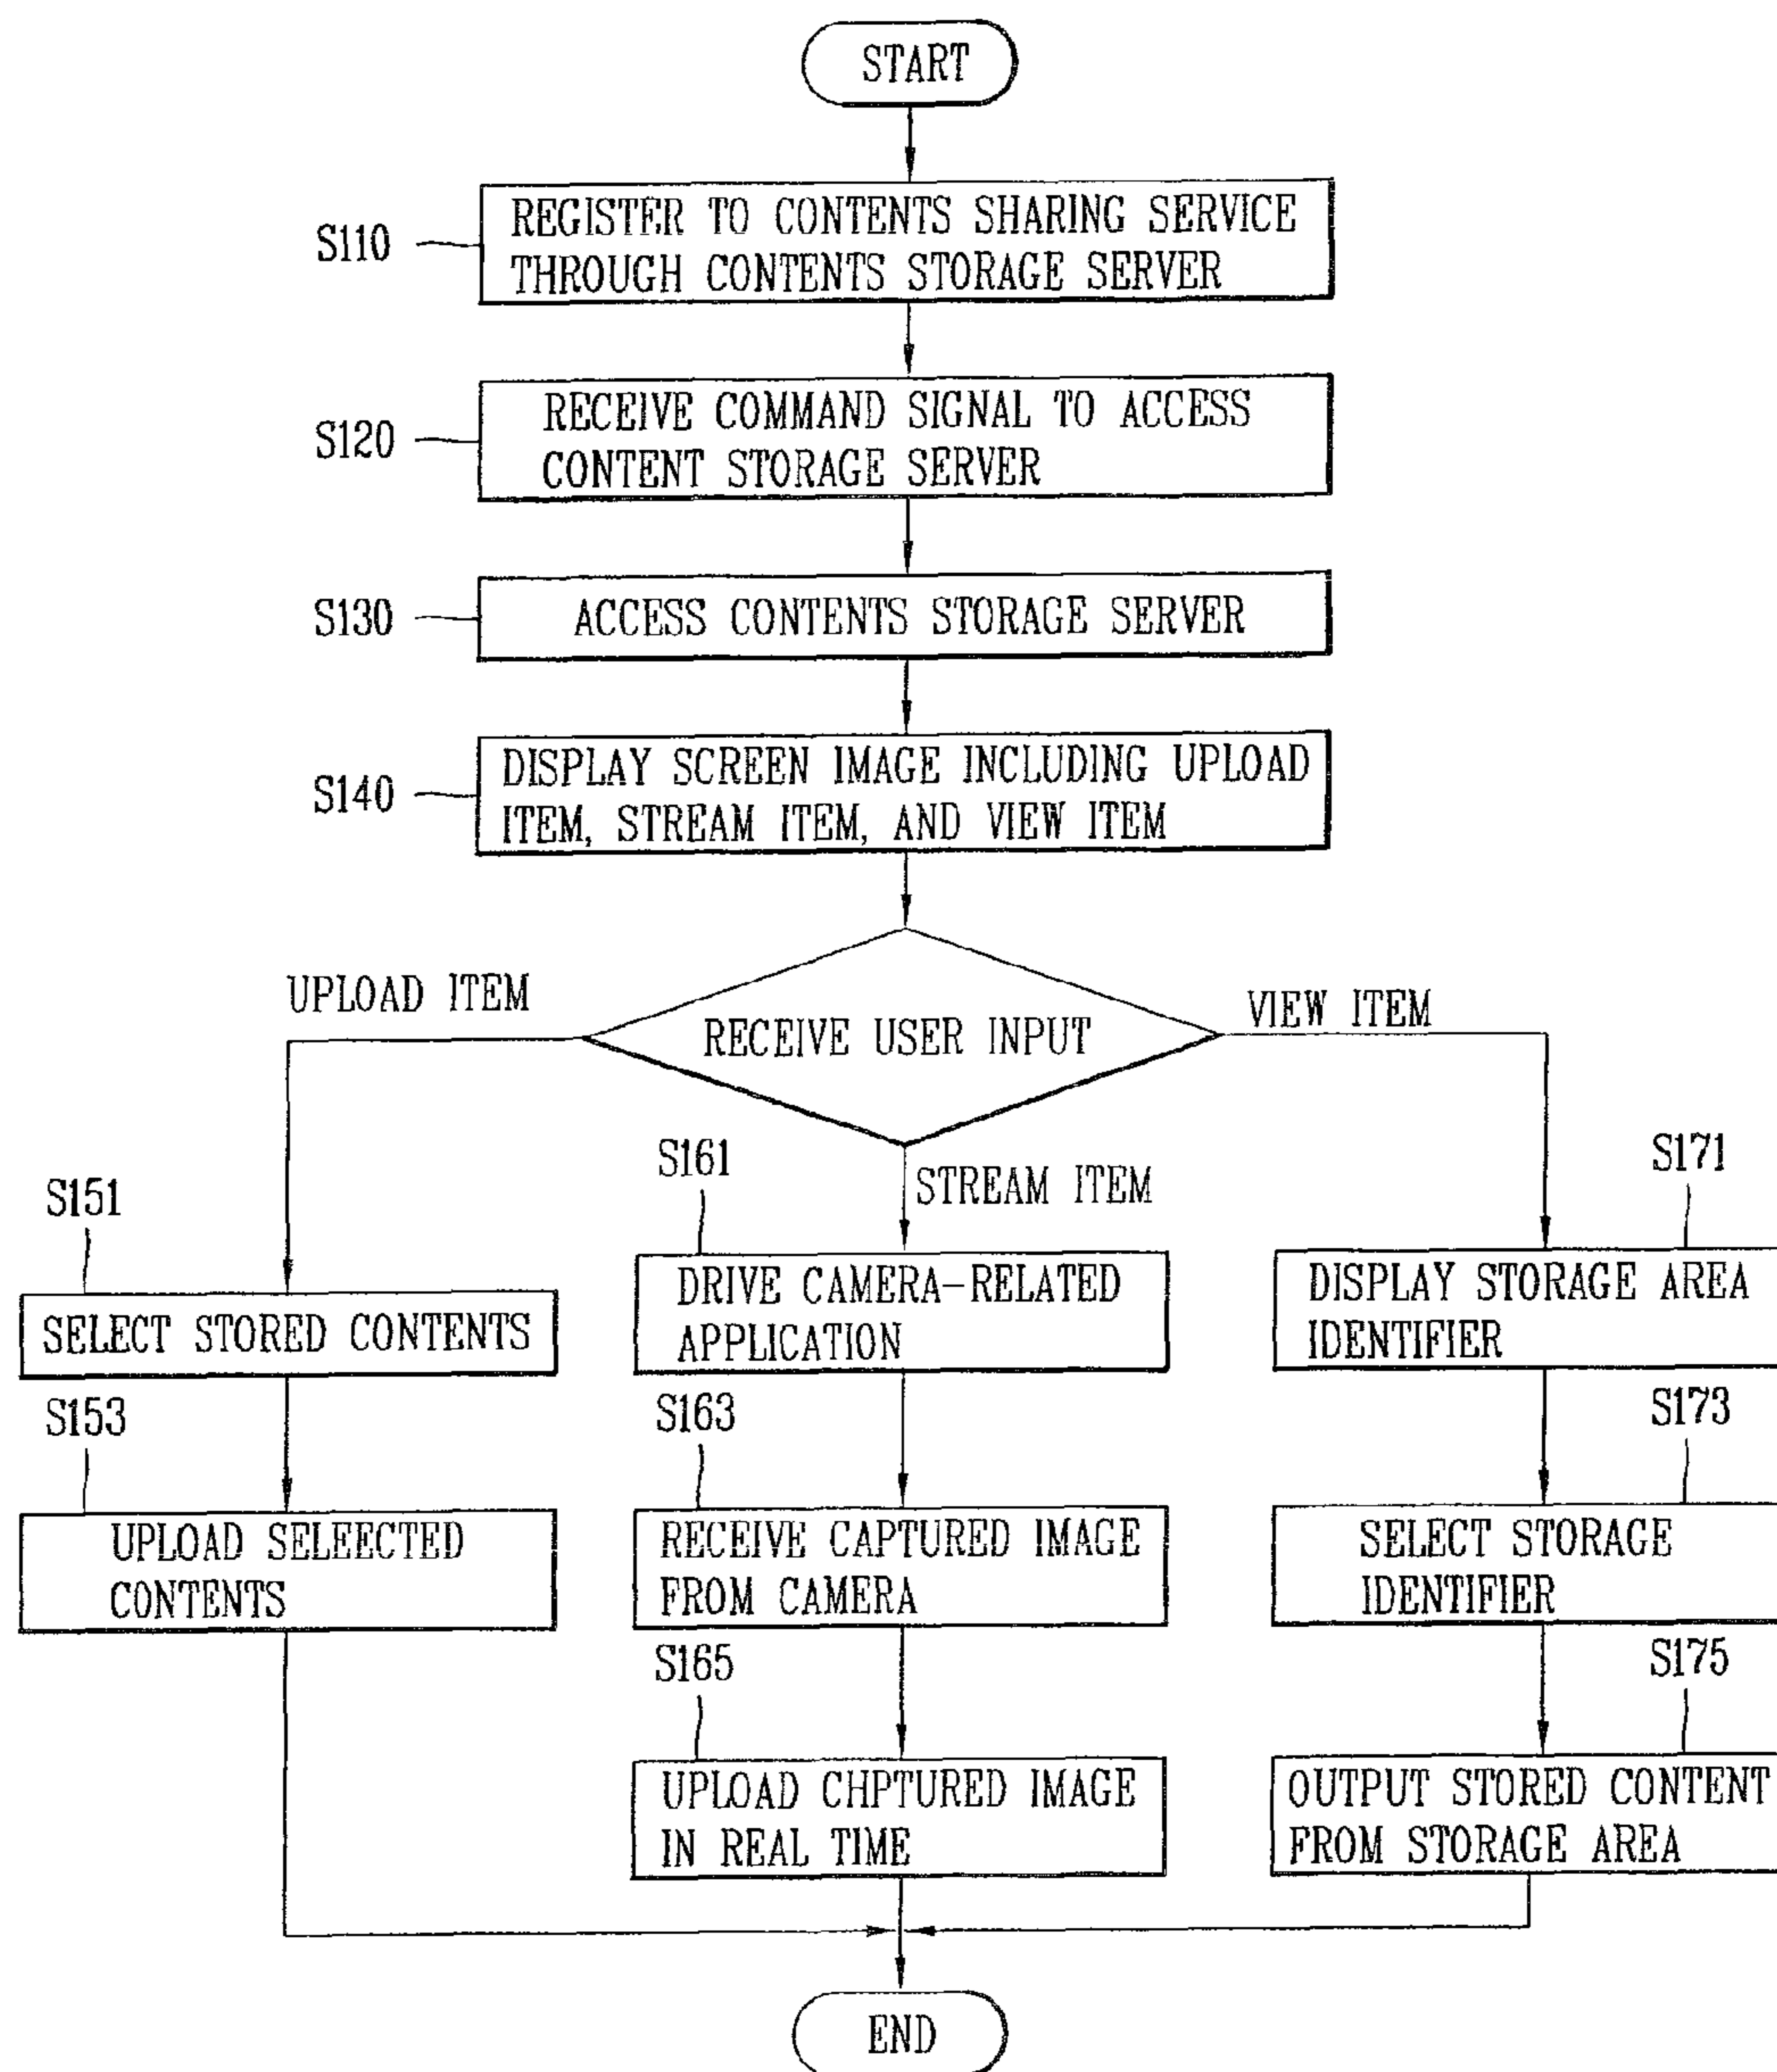 START
S110
REGISTER TO CONTENTS SHARING SERVICE
THROUGH CONTENTS STORAGE SERVER
S120
RECEIVE COMMAND SIGNAL TO ACCESS
CONTENT STORAGE SERVER
S130
ACCESS CONTENTS STORAGE SERVER
S140
DISPLAY SCREEN IMAGE INCLUDING UPLOAD
ITEM, STREAM ITEM, AND VIEW ITEM
RECEIVE USER INPUT
UPLOAD ITEM
S151
SELECT STORED CONTENTS
S153
UPLOAD SELEECTED
CONTENTS
STREAM ITEM
S161
DRIVE CAMERA-RELATED
APPLICATION
S163
RECEIVE CAPTURED IMAGE
FROM CAMERA
S165
UPLOAD CHPTURED IMAGE
IN REAL TIME
VIEW ITEM
S171
DISPLAY STORAGE AREA
IDENTIFIER
S173
SELECT STORAGE
IDENTIFIER
S175
OUTPUT STORED CONTENT
FROM STORAGE AREA
END